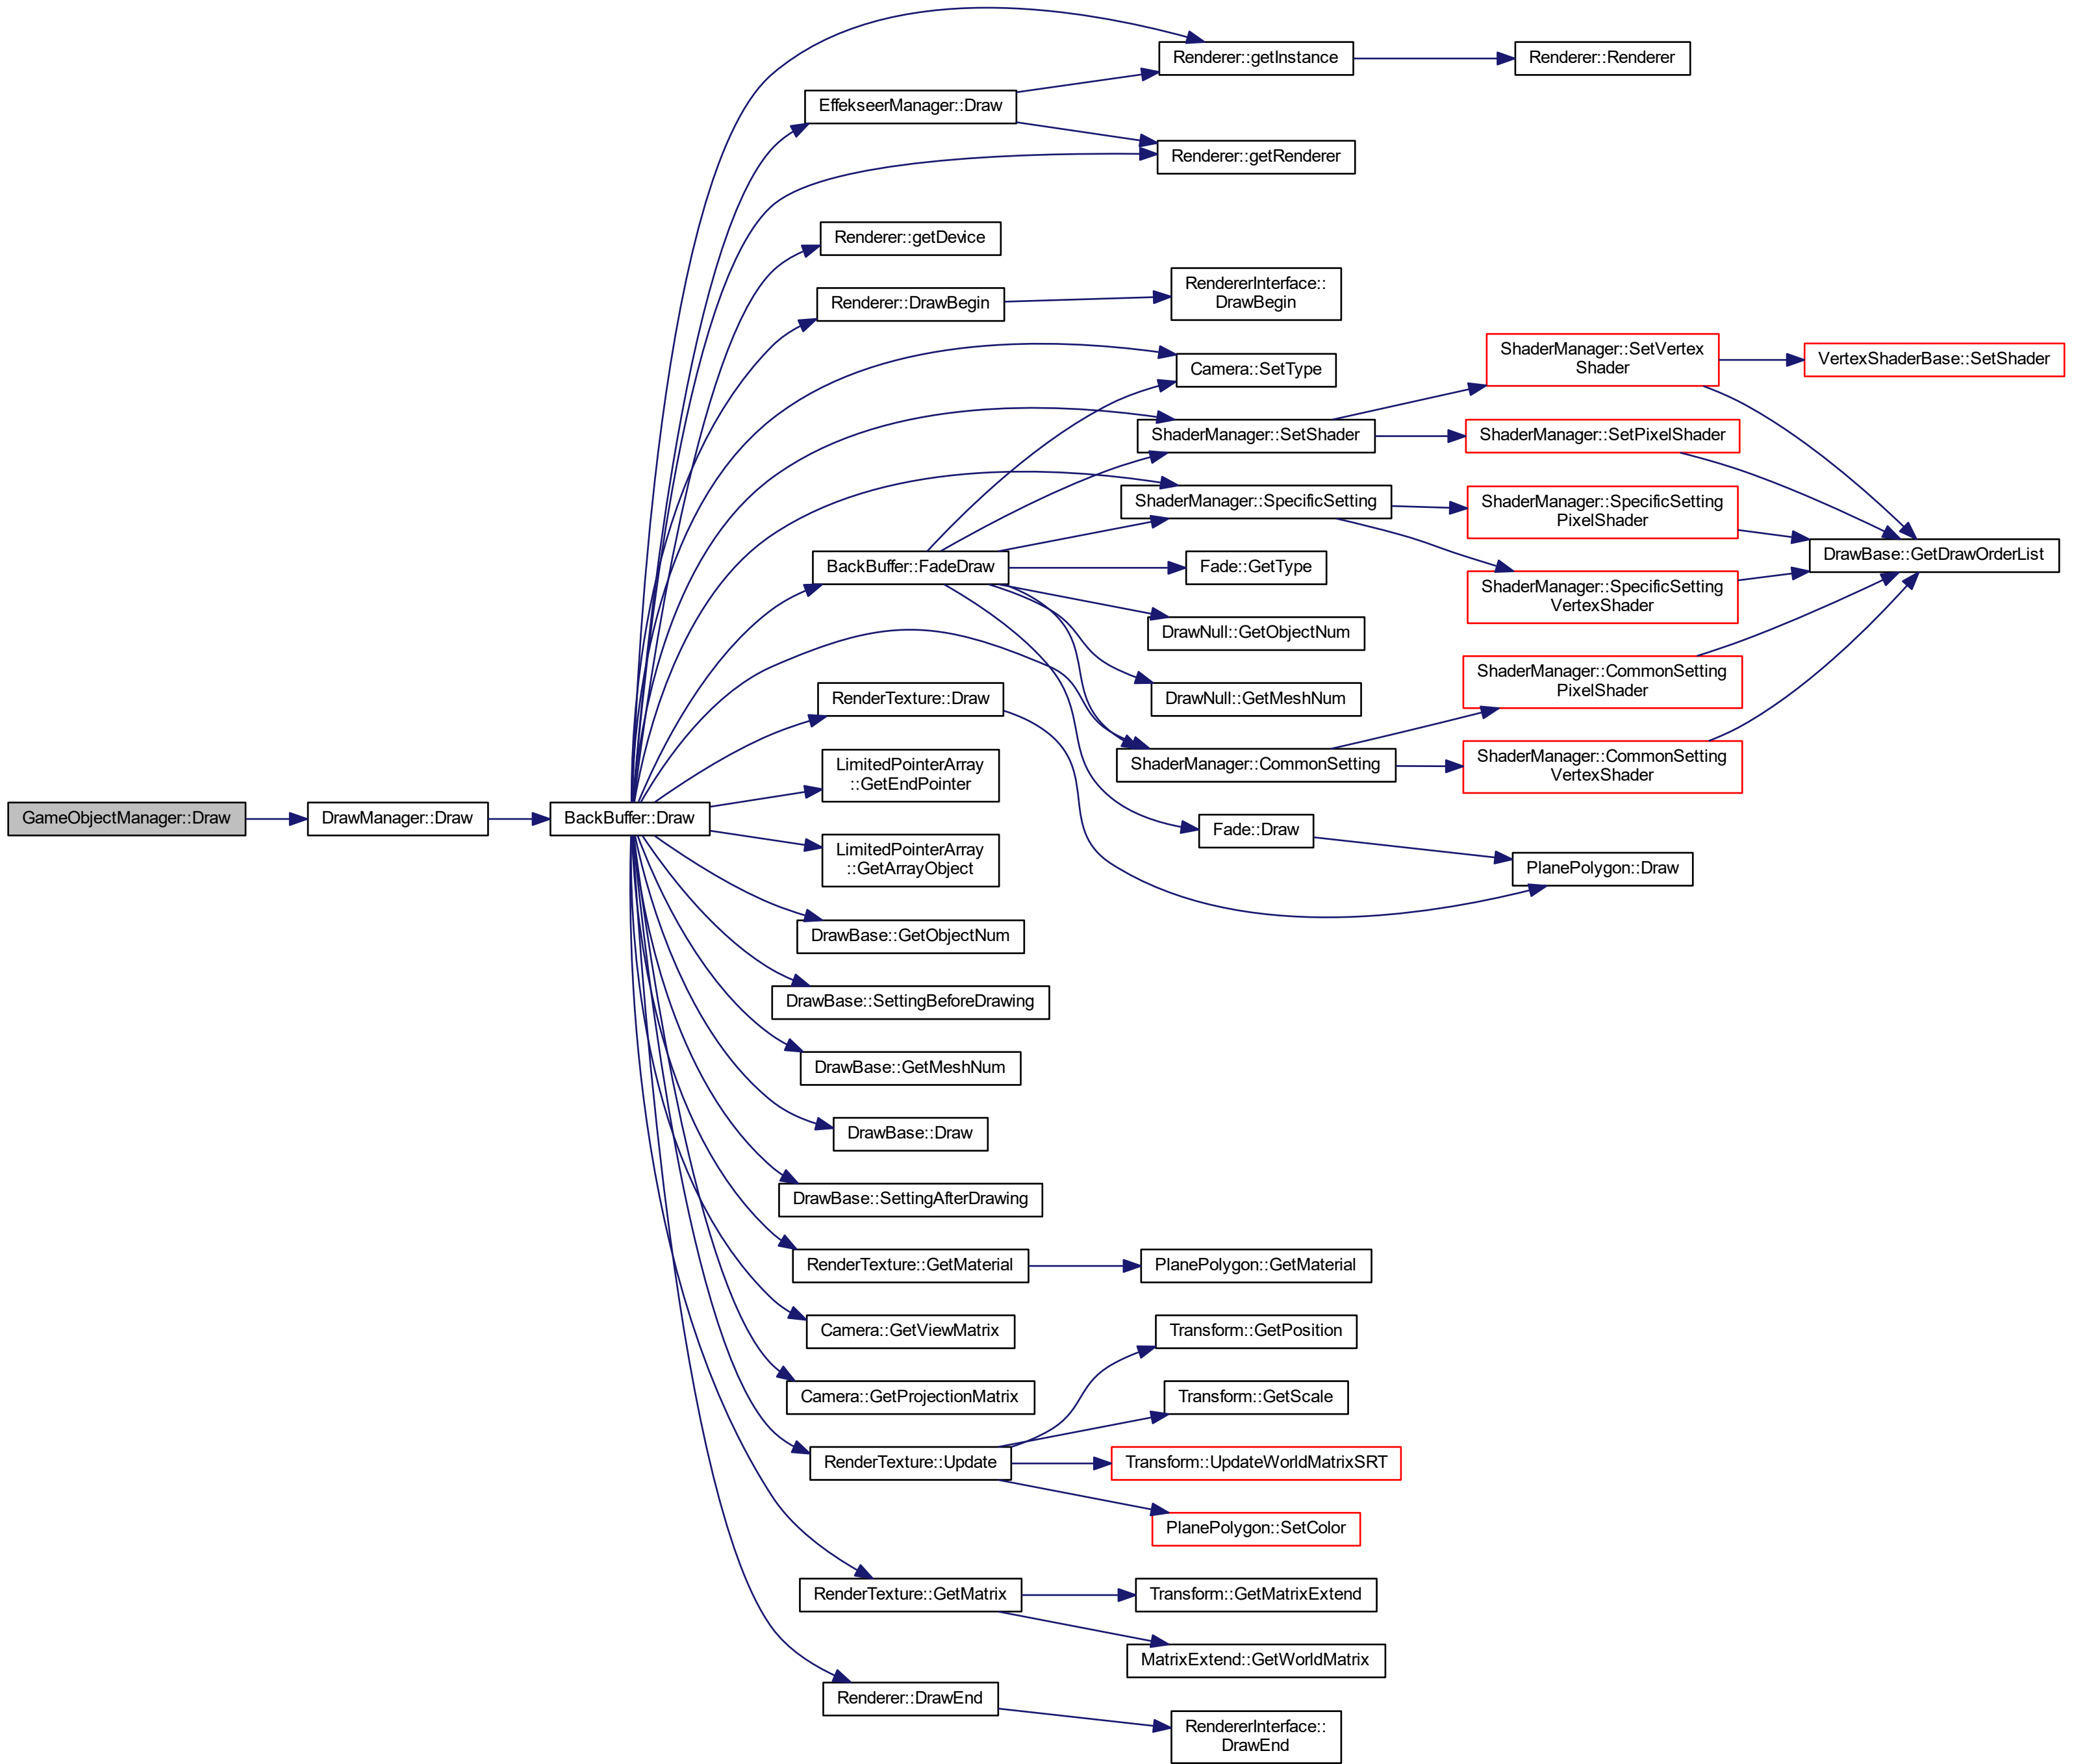 Renderer::getInstance
Renderer::Renderer
EffekseerManager::Draw
Renderer::getRenderer
Renderer::getDevice
Renderer::DrawBegin
RendererInterface::
DrawBegin
Camera::SetType
ShaderManager::SetVertex
Shader
VertexShaderBase::SetShader
ShaderManager::SetShader
ShaderManager::SetPixelShader
ShaderManager::SpecificSetting
ShaderManager::SpecificSetting
PixelShader
DrawBase::GetDrawOrderList
BackBuffer::FadeDraw
Fade::GetType
ShaderManager::SpecificSetting
VertexShader
DrawNull::GetObjectNum
DrawNull::GetMeshNum
ShaderManager::CommonSetting
PixelShader
RenderTexture::Draw
ShaderManager::CommonSetting
ShaderManager::CommonSetting
VertexShader
LimitedPointerArray
::GetEndPointer
GameObjectManager::Draw
DrawManager::Draw
BackBuffer::Draw
Fade::Draw
LimitedPointerArray
::GetArrayObject
PlanePolygon::Draw
DrawBase::GetObjectNum
DrawBase::SettingBeforeDrawing
DrawBase::GetMeshNum
DrawBase::Draw
DrawBase::SettingAfterDrawing
RenderTexture::GetMaterial
PlanePolygon::GetMaterial
Camera::GetViewMatrix
Transform::GetPosition
Camera::GetProjectionMatrix
Transform::GetScale
RenderTexture::Update
Transform::UpdateWorldMatrixSRT
PlanePolygon::SetColor
RenderTexture::GetMatrix
Transform::GetMatrixExtend
MatrixExtend::GetWorldMatrix
Renderer::DrawEnd
RendererInterface::
DrawEnd